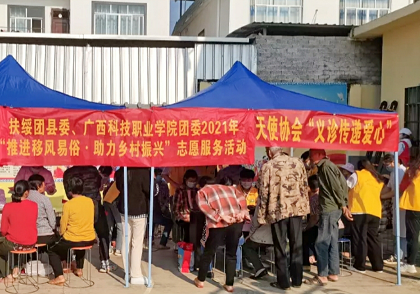 扶绥团县委、广西科技职业学院团委2021年
“推进移风易俗·助力乡村振兴”志愿服务活动
天使协会“义诊传递爱心”